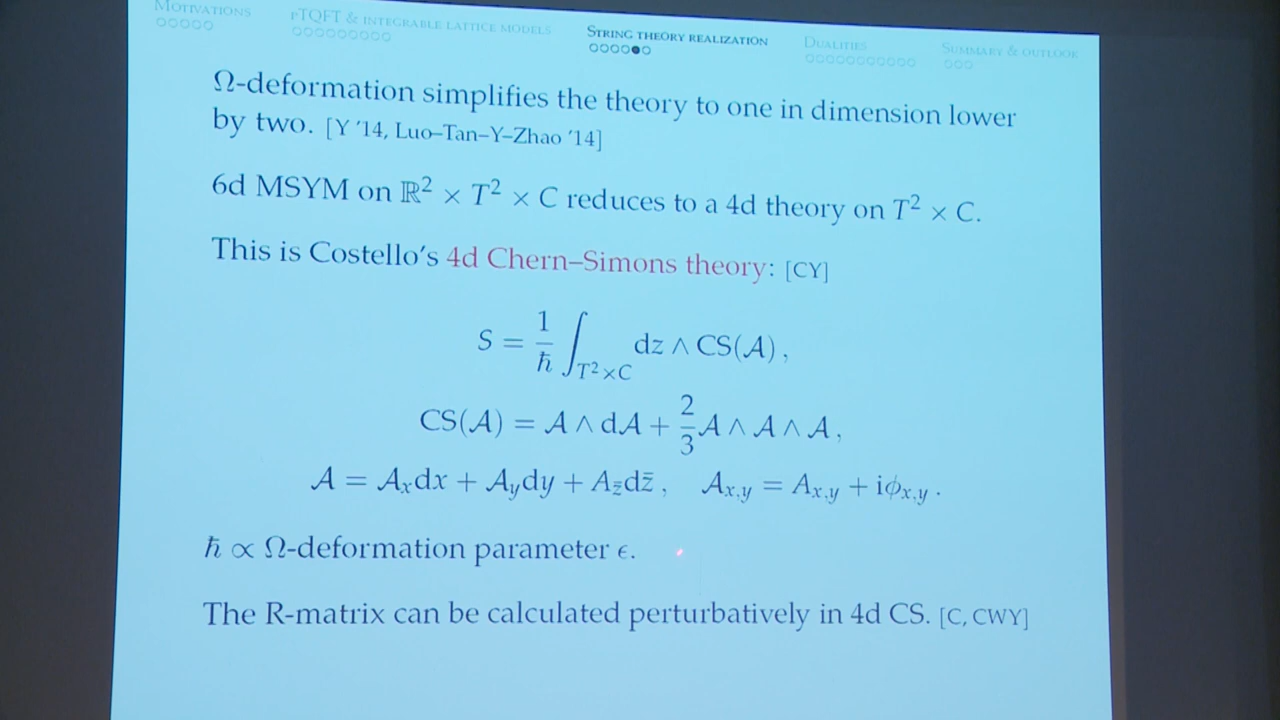 MOTIVATIONS
PTQFT & INTEGRABLE LATTICE MODELS
STRING THEORY REALIZATION
DUALITIES
SUMMARY & OUTLOOK
Ω-deformation simplifies the theory to one in dimension lower
by two. [Y '14, Luo–Tan–Y–Zhao '14]
6d MSYM on ℝ² × T² × C reduces to a 4d theory on T² × C.
This is Costello's 4d Chern–Simons theory: [CY]
S = 1/ħ ∫_{T²×C} dz ∧ CS(𝒜),
CS(𝒜) = 𝒜 ∧ d𝒜 + 2/3 𝒜 ∧ 𝒜 ∧ 𝒜,
𝒜 = 𝒜ₓdx + 𝒜_y dy + A_z̄ dz̄, 𝒜_{x,y} = A_{x,y} + iϕ_{x,y}.
ħ ∝ Ω-deformation parameter ϵ.
The R-matrix can be calculated perturbatively in 4d CS. [C, CWY]